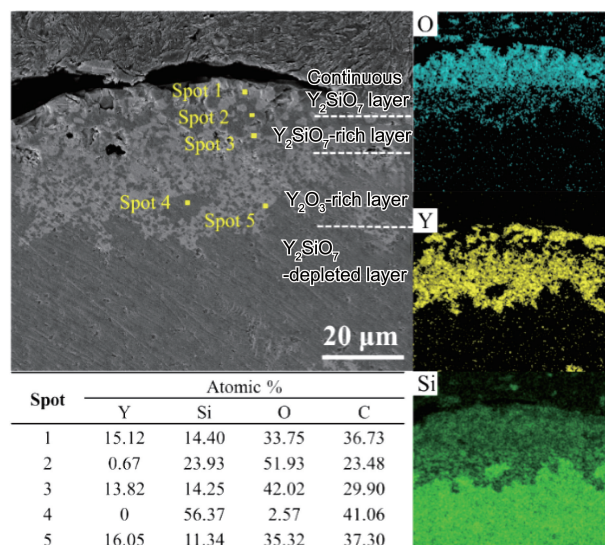 Continuous
Y₂SiO₇ layer
Y₂SiO₇-rich layer
Y₂O₃-rich layer
Y₂SiO₇
-depleted layer
Spot 1
Spot 2
Spot 3
Spot 4
Spot 5
20 μm
O
Y
Si
Spot Atomic %
Y Si O C
1 15.12 14.40 33.75 36.73
2 0.67 23.93 51.93 23.48
3 13.82 14.25 42.02 29.90
4 0 56.37 2.57 41.06
5 16.05 11.34 35.32 37.30